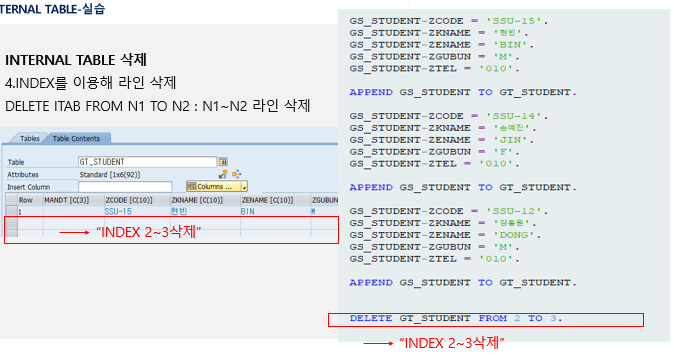 TERNAL TABLE-실습
INTERNAL TABLE 삭제
4.INDEX를 이용해 라인 삭제
DELETE ITAB FROM N1 TO N2 : N1~N2 라인 삭제
Tables Table Contents
Table GT_STUDENT
Attributes Standard [1x6(92)]
Insert Column Columns ...
Row MANDT [C(3)] ZCODE [C(10)] ZKNAME [C(10)] ZENAME [C(10)] ZGUBUN
1 SSU-15 현빈 BIN M
“INDEX 2~3삭제”
GS_STUDENT-ZCODE = 'SSU-15'.
GS_STUDENT-ZKNAME = '현빈'.
GS_STUDENT-ZENAME = 'BIN'.
GS_STUDENT-ZGUBUN = 'M'.
GS_STUDENT-ZTEL = '010'.
APPEND GS_STUDENT TO GT_STUDENT.
GS_STUDENT-ZCODE = 'SSU-14'.
GS_STUDENT-ZKNAME = '손예진'.
GS_STUDENT-ZENAME = 'JIN'.
GS_STUDENT-ZGUBUN = 'F'.
GS_STUDENT-ZTEL = '010'.
APPEND GS_STUDENT TO GT_STUDENT.
GS_STUDENT-ZCODE = 'SSU-12'.
GS_STUDENT-ZKNAME = '강동원'.
GS_STUDENT-ZENAME = 'DONG'.
GS_STUDENT-ZGUBUN = 'M'.
GS_STUDENT-ZTEL = '010'.
APPEND GS_STUDENT TO GT_STUDENT.
DELETE GT_STUDENT FROM 2 TO 3.
“INDEX 2~3삭제”